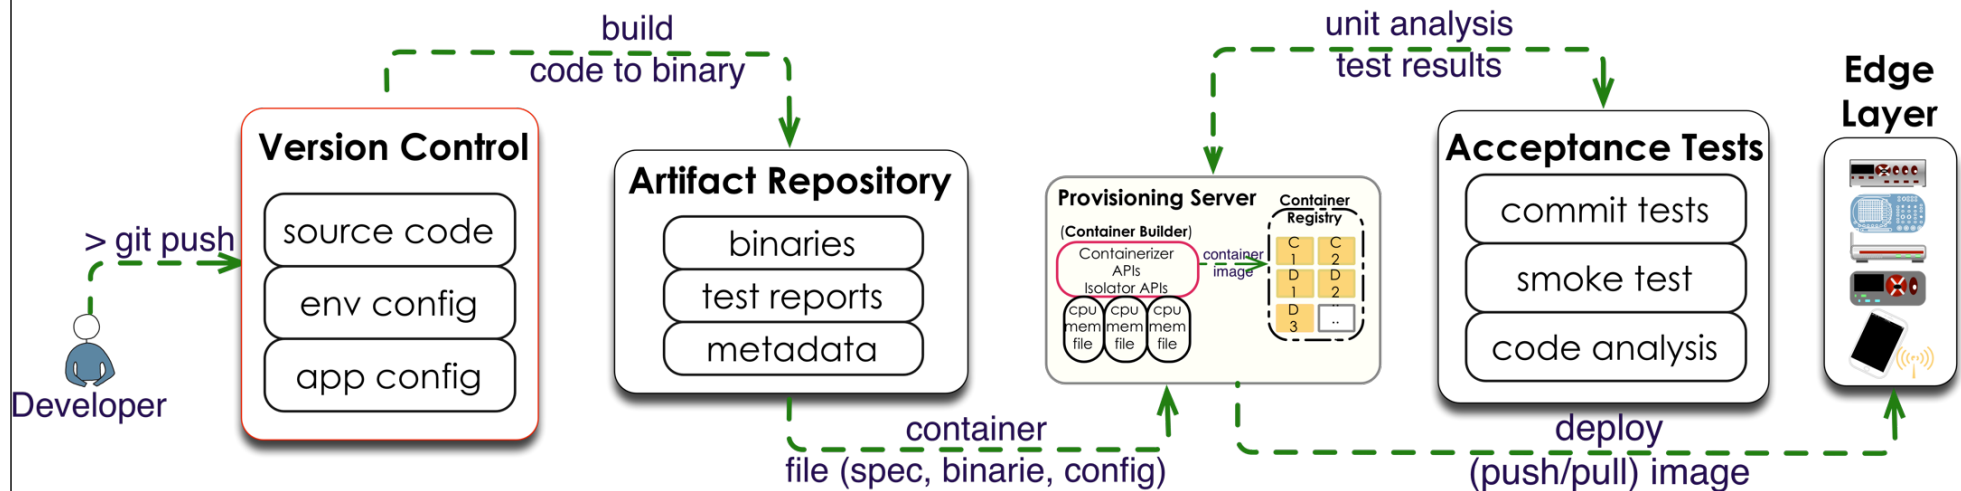 > git push
Developer
Version Control
source code
env config
app config
build
code to binary
Artifact Repository
binaries
test reports
metadata
container
file (spec, binarie, config)
Provisioning Server
(Container Builder)
Containerizer
APIs
Isolator APIs
cpu
mem
file
cpu
mem
file
cpu
mem
file
container
image
Container
Registry
C
1
C
2
D
1
D
2
D
3
..
unit analysis
test results
Acceptance Tests
commit tests
smoke test
code analysis
deploy
(push/pull) image
Edge
Layer